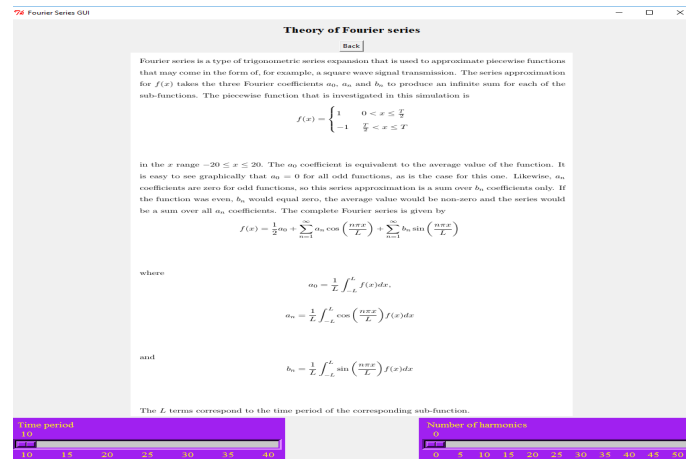 Fourier Series GUI
Theory of Fourier series
Back
Fourier series is a type of trigonometric series expansion that is used to approximate piecewise functions
that may come in the form of, for example, a square wave signal transmission. The series approximation
for f(x) takes the three Fourier coefficients a₀, aₙ and bₙ to produce an infinite sum for each of the
sub-functions. The piecewise function that is investigated in this simulation is
f(x) = { 1 0 < x ≤ T/2
−1 T/2 < x ≤ T
in the x range −20 ≤ x ≤ 20. The a₀ coefficient is equivalent to the average value of the function. It
is easy to see graphically that a₀ = 0 for all odd functions, as is the case for this one. Likewise, aₙ
coefficients are zero for odd functions, so this series approximation is a sum over bₙ coefficients only. If
the function was even, bₙ would equal zero, the average value would be non-zero and the series would
be a sum over all aₙ coefficients. The complete Fourier series is given by
f(x) = 1/2 a₀ + ∑_{n=1}^{∞} aₙ cos (nπx/L) + ∑_{n=1}^{∞} bₙ sin (nπx/L)
where
a₀ = 1/L ∫_{−L}^{L} f(x)dx,
aₙ = 1/L ∫_{−L}^{L} cos (nπx/L) f(x)dx
and
bₙ = 1/L ∫_{−L}^{L} sin (nπx/L) f(x)dx
The L terms correspond to the time period of the corresponding sub-function.
Time period
10
10 15 20 25 30 35 40
Number of harmonics
0
0 5 10 15 20 25 30 35 40 45 50